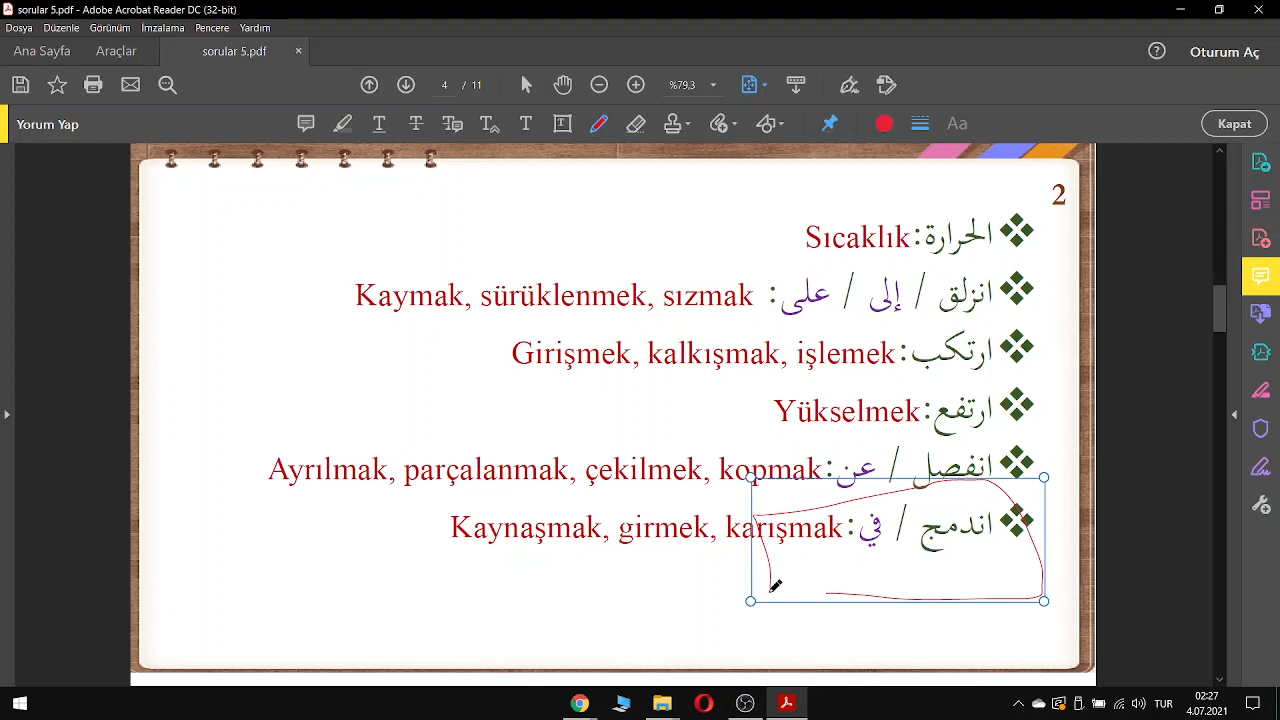 sorular 5.pdf - Adobe Acrobat Reader DC (32-bit)
Dosya Düzenle Görünüm İmzalama Pencere Yardım
Ana Sayfa Araçlar sorular 5.pdf × Oturum Aç
4 / 11 %79,3
Yorum Yap Aa Kapat
2
الحرارة: Sıcaklık
انزلق / إلى / على: Kaymak, sürüklenmek, sızmak
ارتكب: Girişmek, kalkışmak, işlemek
ارتفع: Yükselmek
انفصل / عن: Ayrılmak, parçalanmak, çekilmek, kopmak
اندمج / في: Kaynaşmak, girmek, karışmak
TUR 02:27
4.07.2021